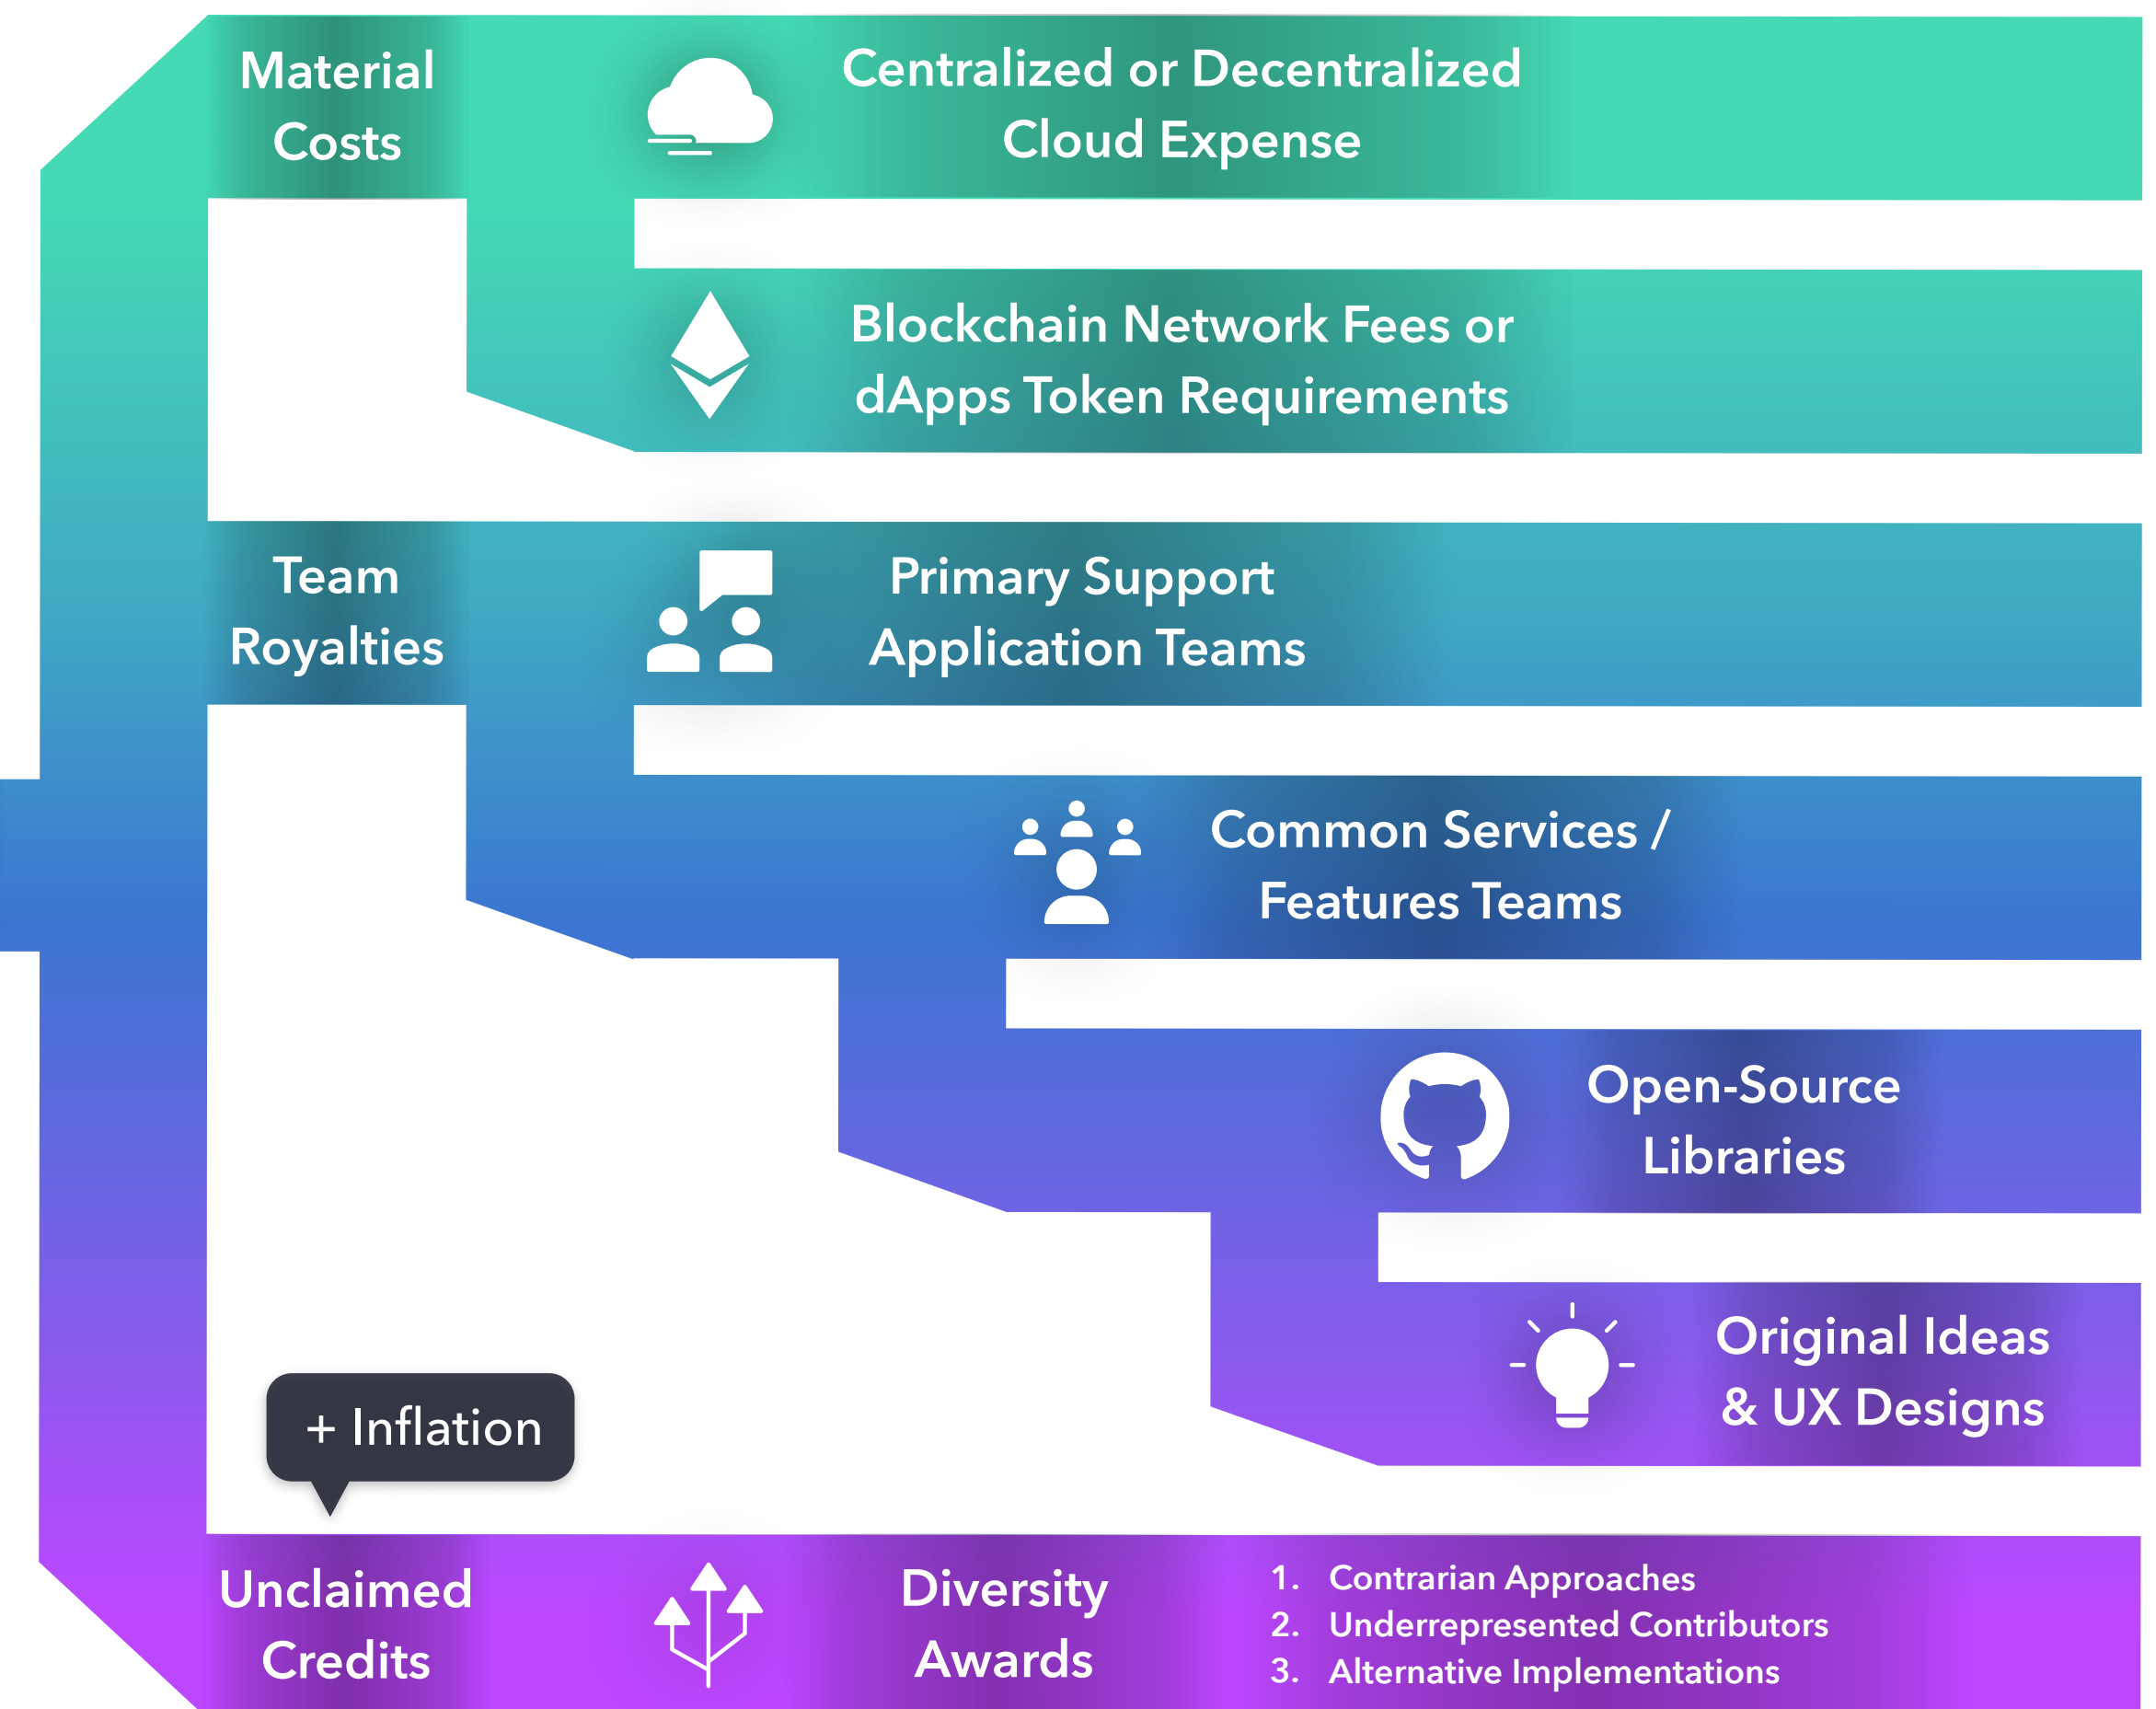 Material
Costs
Centralized or Decentralized
Cloud Expense
Blockchain Network Fees or
dApps Token Requirements
Team
Royalties
Primary Support
Application Teams
Common Services /
Features Teams
Open-Source
Libraries
Original Ideas
& UX Designs
+ Inflation
Unclaimed
Credits
Diversity
Awards
1. Contrarian Approaches
2. Underrepresented Contributors
3. Alternative Implementations